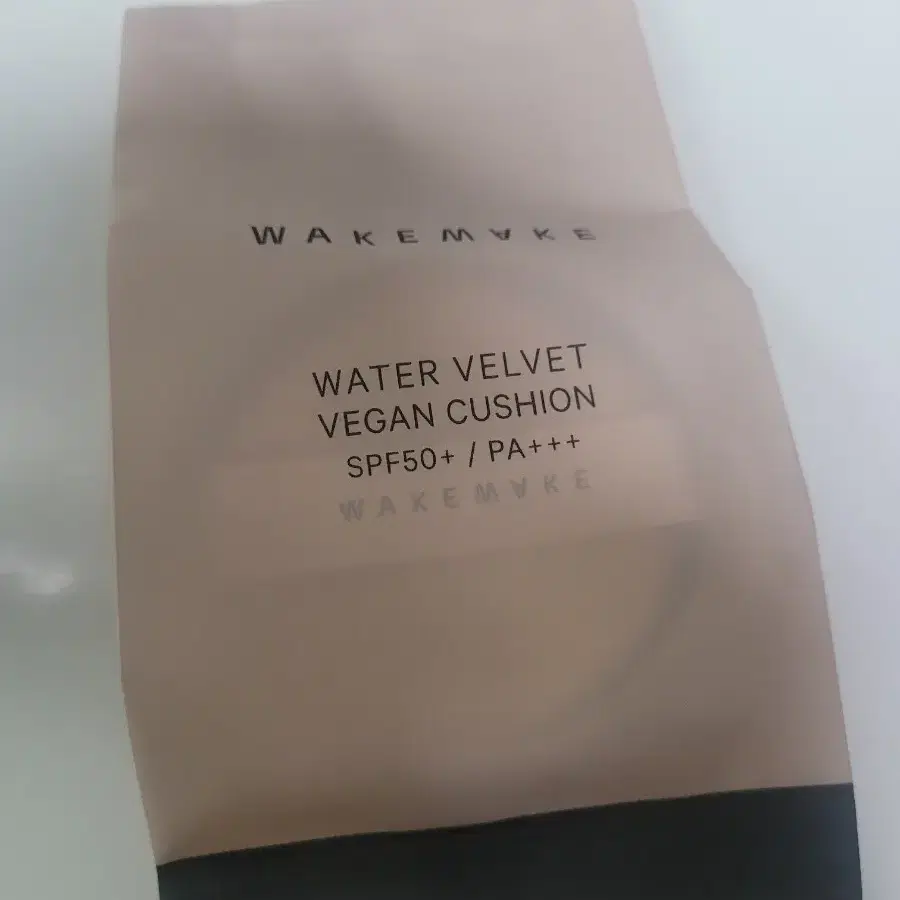 WAKEMAKE
WATER VELVET
VEGAN CUSHION
SPF50+ / PA+++
WAKEMAKE